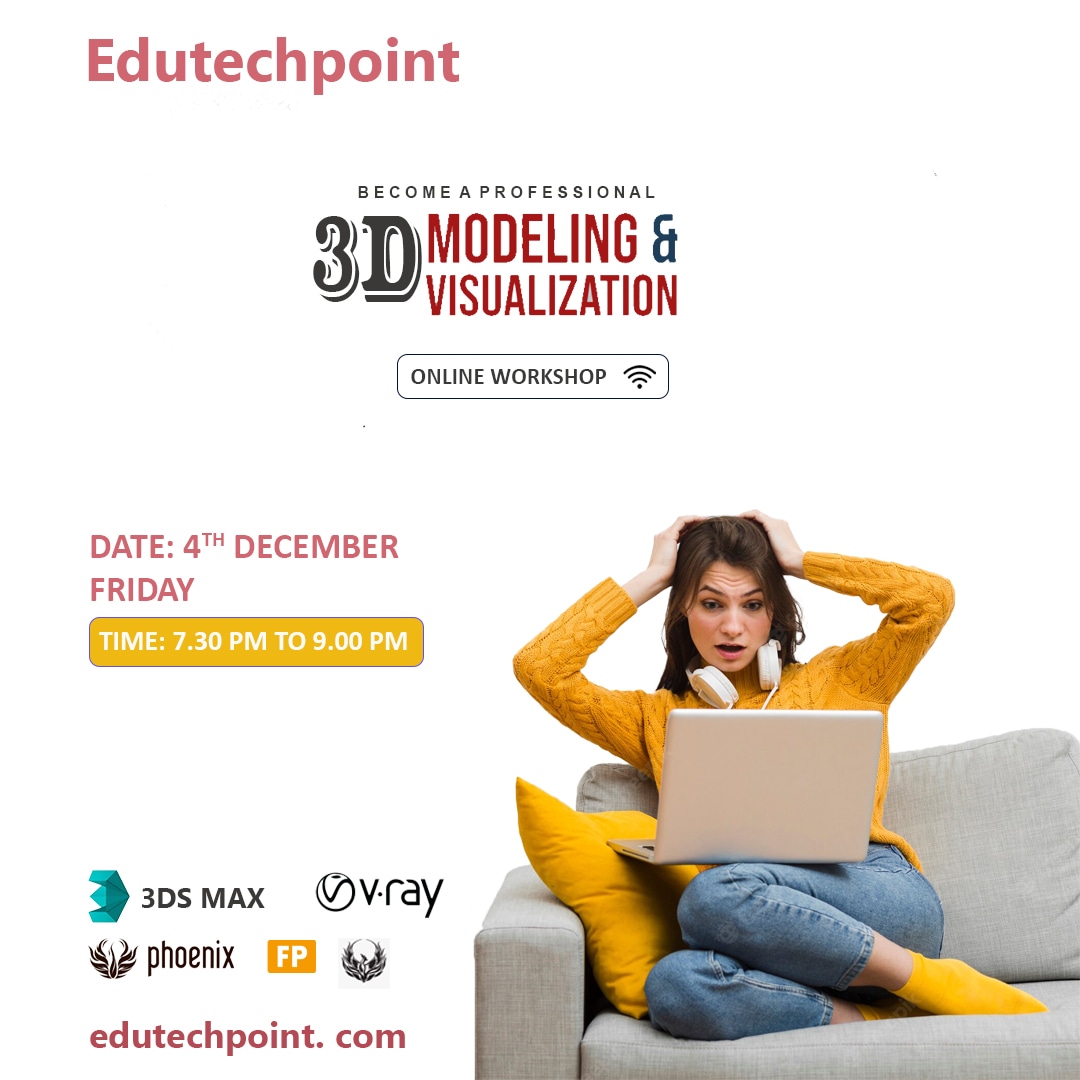 Edutechpoint
BECOME A PROFESSIONAL
3D MODELING &
VISUALIZATION
ONLINE WORKSHOP
DATE: 4TH DECEMBER
FRIDAY
TIME: 7.30 PM TO 9.00 PM
3DS MAX
v·ray
phoenix
FP
edutechpoint. com